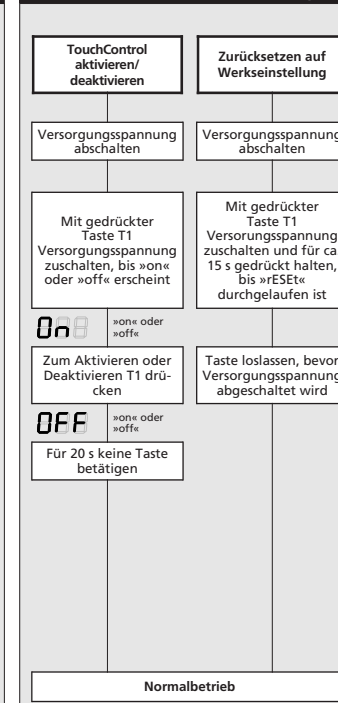 TouchControl
aktivieren/
deaktivieren
Versorgungsspannung
abschalten
Mit gedrückter
Taste T1
Versorgungsspannung
zuschalten, bis »on«
oder »off« erscheint
On
»on« oder
»off«
Zum Aktivieren oder
Deaktivieren T1 drü-
cken
OFF
»on« oder
»off«
Für 20 s keine Taste
betätigen
Zurücksetzen auf
Werkseinstellung
Versorgungsspannung
abschalten
Mit gedrückter
Taste T1
Versorungsspannung
zuschalten und für ca.
15 s gedrückt halten,
bis »rESEt«
durchgelaufen ist
Taste loslassen, bevor
Versorgungsspannung
abgeschaltet wird
Normalbetrieb